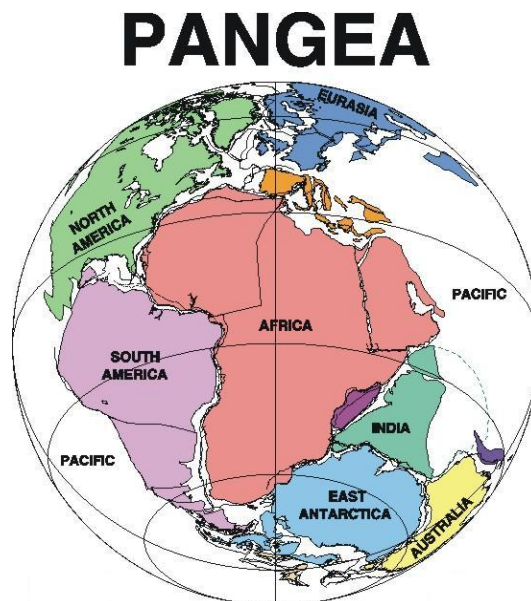 PANGEA
EURASIA
NORTH
AMERICA
PACIFIC
AFRICA
SOUTH
AMERICA
INDIA
PACIFIC
EAST
ANTARCTICA
AUSTRALIA